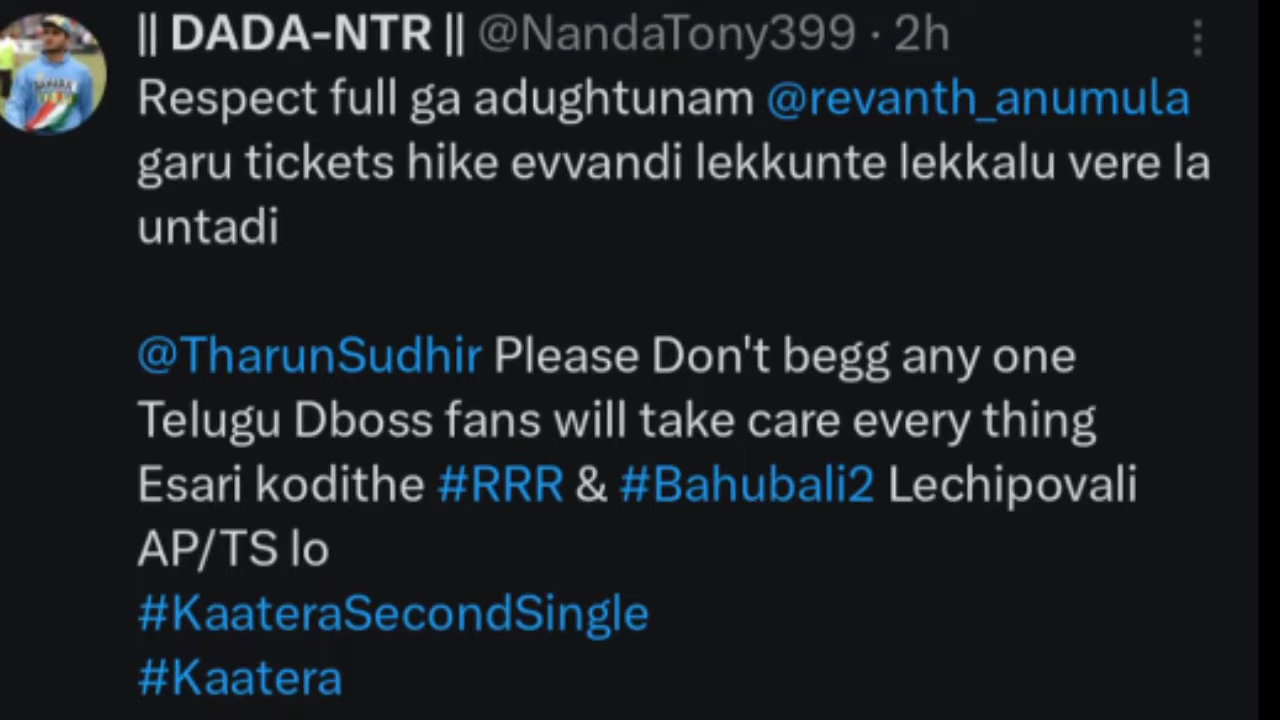 || DADA-NTR || @NandaTony399 · 2h
Respect full ga adughtunam @revanth_anumula
garu tickets hike evvandi lekkunte lekkalu vere la
untadi
@TharunSudhir Please Don't begg any one
Telugu Dboss fans will take care every thing
Esari kodithe #RRR & #Bahubali2 Lechipovali
AP/TS lo
#KaateraSecondSingle
#Kaatera